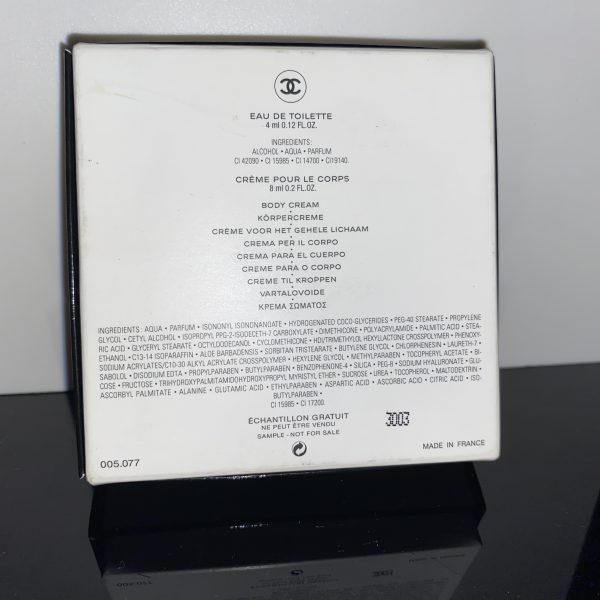 EAU DE TOILETTE
4 ml 0.12 FL.OZ.
INGREDIENTS:
ALCOHOL • AQUA • PARFUM
CI 42090 • CI 15985 • CI 14700 • CI19140.
CRÈME POUR LE CORPS
8 ml 0.2 FL.OZ.
BODY CREAM
•
KÖRPERCREME
•
CRÈME VOOR HET GEHELE LICHAAM
•
CREMA PER IL CORPO
•
CREMA PARA EL CUERPO
•
CREME PARA O CORPO
•
CREME TIL KROPPEN
•
VARTALOVOIDE
•
ΚΡΕΜΑ ΣΩΜΑΤΟΣ
INGREDIENTS: AQUA • PARFUM • ISONONYL ISONONANOATE • HYDROGENATED COCO-GLYCERIDES • PEG-40 STEARATE • PROPYLENE
GLYCOL • CETYL ALCOHOL • ISOPROPYL PPG-2-ISODECETH-7 CARBOXYLATE • DIMETHICONE • POLYACRYLAMIDE • PALMITIC ACID • STEA-
RIC ACID • GLYCERYL STEARATE • OCTYLDODECANOL • CYCLOMETHICONE • HDI/TRIMETHYLOL HEXYLLACTONE CROSSPOLYMER • PHENOXY-
ETHANOL • C13-14 ISOPARAFFIN • ALOE BARBADENSIS • SORBITAN TRISTEARATE • BUTYLENE GLYCOL • CHLORPHENESIN • LAURETH-7 •
SODIUM ACRYLATES/C10-30 ALKYL ACRYLATE CROSSPOLYMER • HEXYLENE GLYCOL • METHYLPARABEN • TOCOPHERYL ACETATE • BI-
SABOLOL • DISODIUM EDTA • PROPYLPARABEN • BUTYLPARABEN • BENZOPHENONE-4 • SILICA • PEG-8 • SODIUM HYALURONATE • GLU-
COSE • FRUCTOSE • TRIHYDROXYPALMITAMIDOHYDROXYPROPYL MYRISTYL ETHER • SUCROSE • UREA • TOCOPHEROL • MALTODEXTRIN •
ASCORBYL PALMITATE • ALANINE • GLUTAMIC ACID • ETHYLPARABEN • ASPARTIC ACID • ASCORBIC ACID • CITRIC ACID • ISO-
BUTYLPARABEN •
CI 15985 • CI 17200.
ÉCHANTILLON GRATUIT
NE PEUT ÊTRE VENDU
SAMPLE - NOT FOR SALE
3003
MADE IN FRANCE
005.077